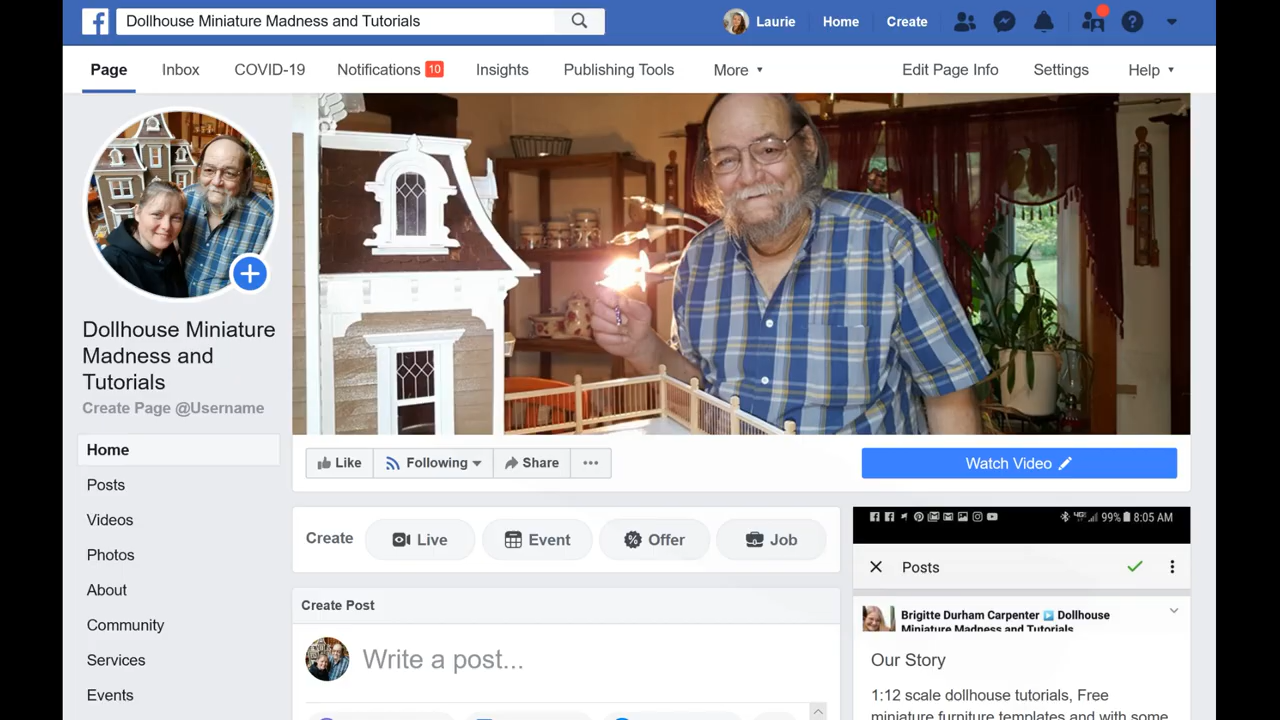 Dollhouse Miniature Madness and Tutorials
Laurie Home Create
Page Inbox COVID-19 Notifications 10 Insights Publishing Tools More Edit Page Info Settings Help
Dollhouse Miniature
Madness and
Tutorials
Create Page @Username
Home
Posts
Videos
Photos
About
Community
Services
Events
Like Following Share
Watch Video
Create Live Event Offer Job
Create Post
Write a post...
4G 99% 8:05 AM
Posts
Brigitte Durham Carpenter Dollhouse
Miniature Madness and Tutorials
Our Story
1:12 scale dollhouse tutorials, Free
miniature furniture templates and with some